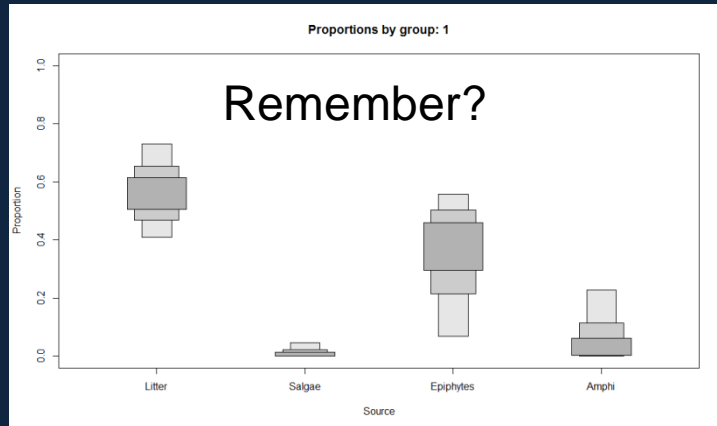 Proportions by group: 1
Remember?
Proportion
1.0
0.8
0.6
0.4
0.2
0.0
Litter Salgae Epiphytes Amphi
Source